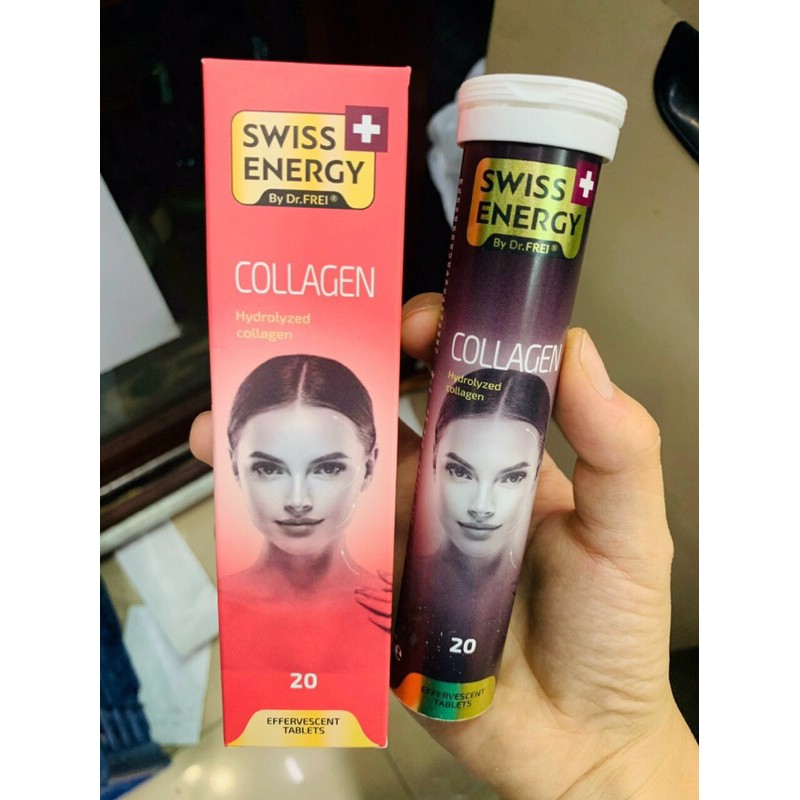 SWISS
ENERGY
By Dr.FREI®
COLLAGEN
Hydrolyzed
collagen
20
EFFERVESCENT
TABLETS
SWISS
ENERGY
By Dr.FREI®
COLLAGEN
Hydrolyzed
collagen
20
EFFERVESCENT
TABLETS